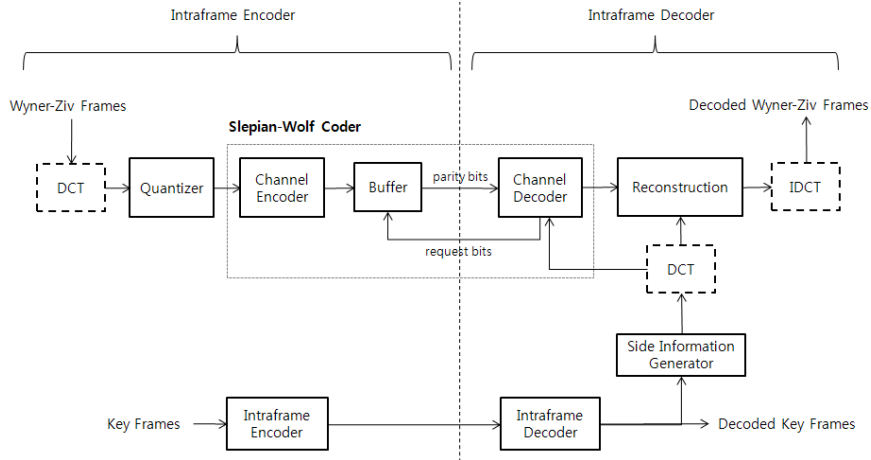 Intraframe Encoder
Intraframe Decoder
Wyner-Ziv Frames
Decoded Wyner-Ziv Frames
Slepian-Wolf Coder
DCT
Quantizer
Channel
Encoder
Buffer
parity bits
Channel
Decoder
Reconstruction
IDCT
request bits
DCT
Side Information
Generator
Key Frames
Intraframe
Encoder
Intraframe
Decoder
Decoded Key Frames